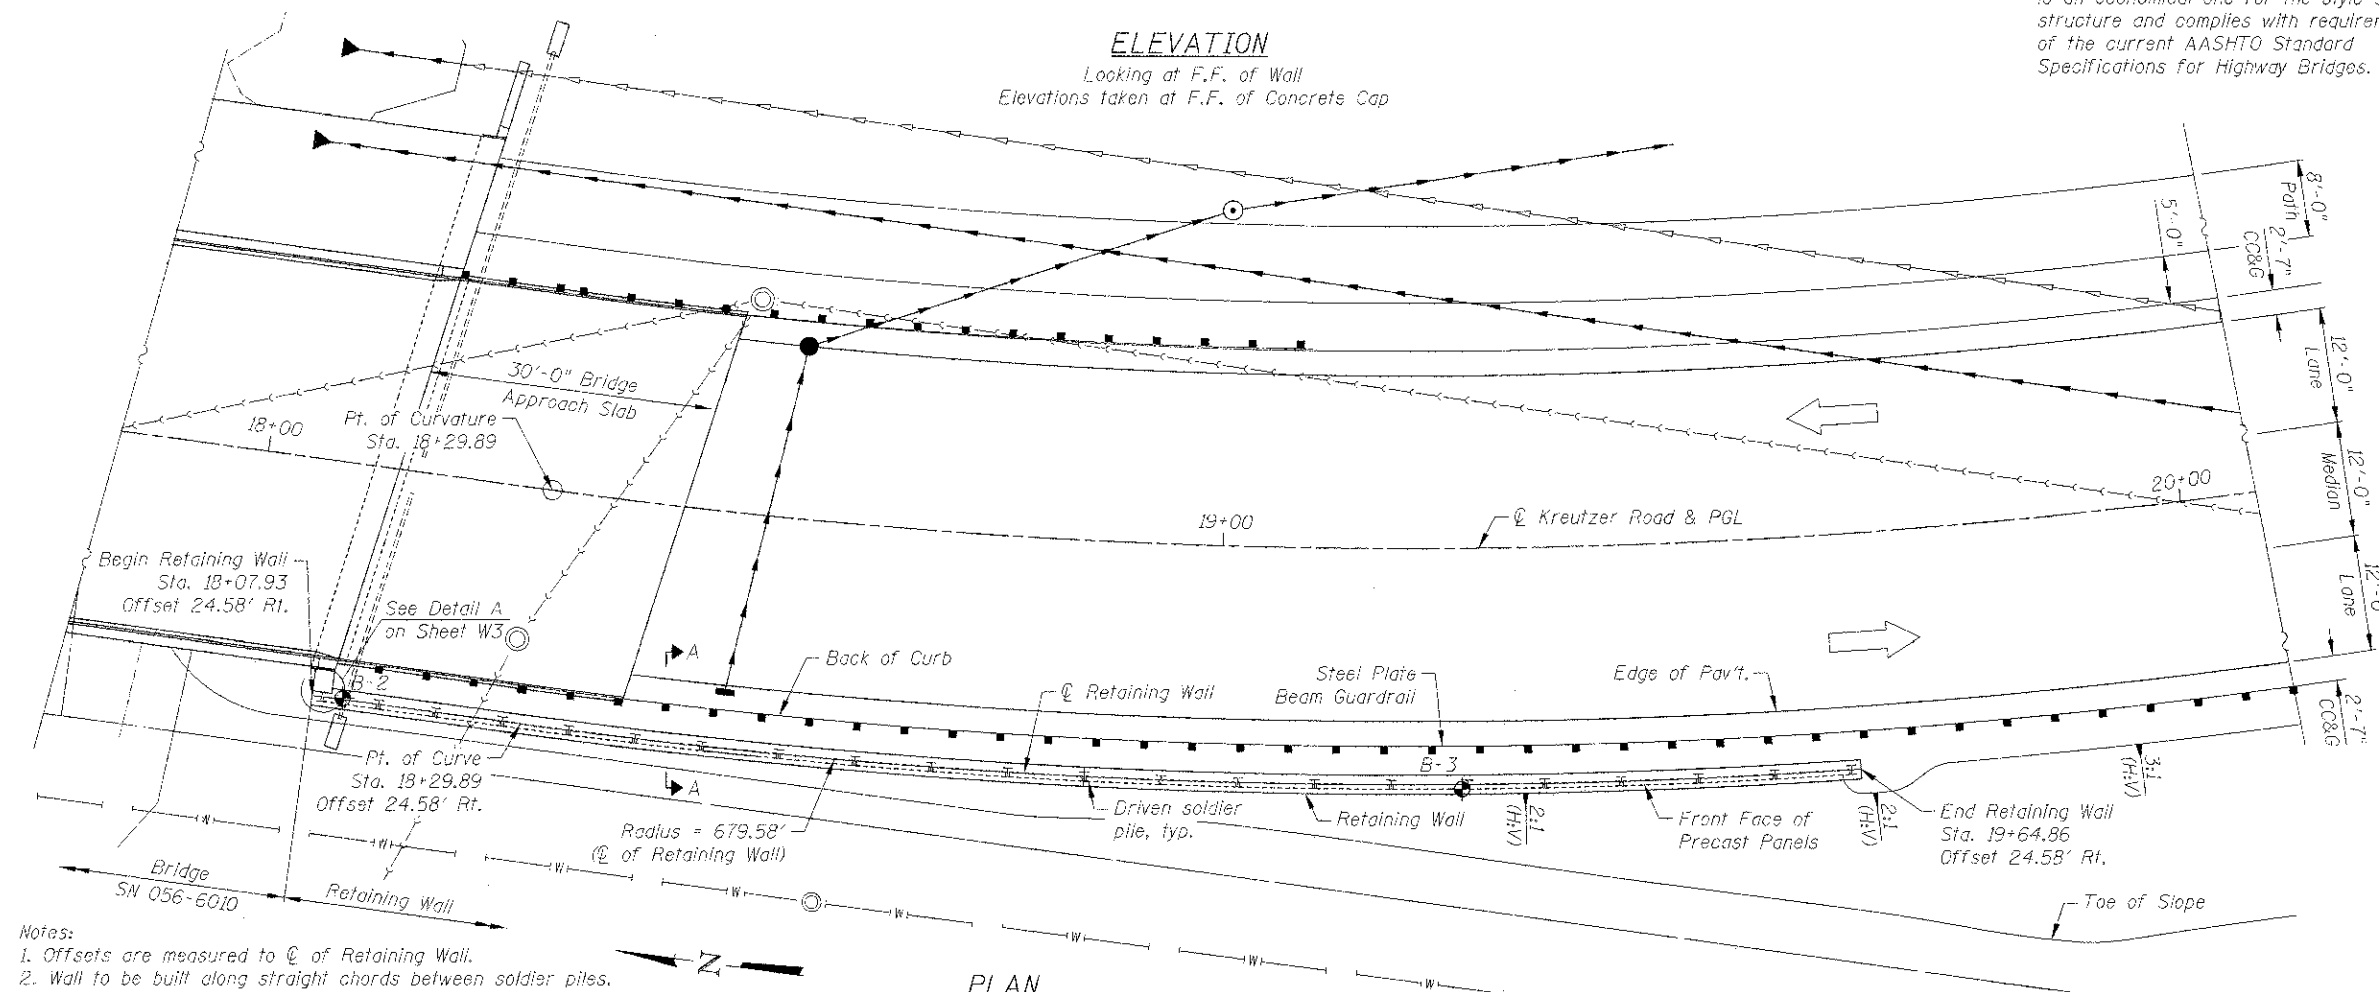 is an economical one for the style
structure and complies with
of the current AASHTO Standard
Specifications for Highway Bridges.
ELEVATION
Looking at F.F. of Wall
Elevations taken at F.F. of Concrete Cap
8'-0"
Path
5'-0"
2'-7"
CC&G
12'-0"
Lane
12'-0"
Median
12'-0"
Lane
2'-7"
CC&G
30'-0" Bridge
Approach Slab
18+00
Pt. of Curvature
Sta. 18+29.89
19+00
℄ Kreutzer Road & PGL
20+00
Begin Retaining Wall
Sta. 18+07.93
Offset 24.58' Rt.
See Detail A
on Sheet W3
B-2
A
Back of Curb
℄ Retaining Wall
Steel Plate
Beam Guardrail
Edge of Pav't.
Pt. of Curve
Sta. 18+29.89
Offset 24.58' Rt.
A
B-3
Radius = 679.58'
(℄ of Retaining Wall)
Driven soldier
pile, typ.
Retaining Wall
2:1
(H:V)
Front Face of
Precast Panels
2:1
(H:V)
3:1
(H:V)
End Retaining Wall
Sta. 19+64.86
Offset 24.58' Rt.
Toe of Slope
W
W
W
W
W
W
W
W
Bridge
SN 056-6010
Retaining Wall
Notes:
1. Offsets are measured to ℄ of Retaining Wall.
2. Wall to be built along straight chords between soldier piles.
Z
PLAN